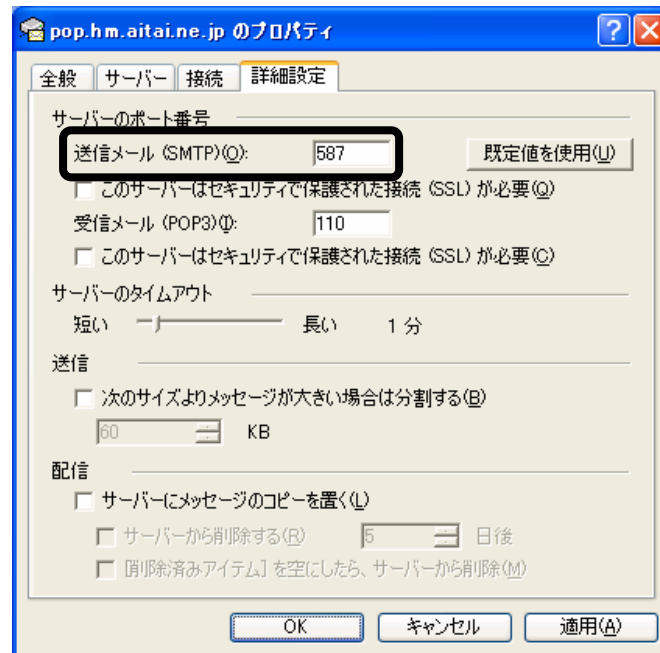 pop.hm.aitai.ne.jp のプロパティ
全般 サーバー 接続 詳細設定
サーバーのポート番号
送信メール (SMTP)(O): 587 既定値を使用(U)
このサーバーはセキュリティで保護された接続 (SSL) が必要(Q)
受信メール (POP3)(I): 110
このサーバーはセキュリティで保護された接続 (SSL) が必要(C)
サーバーのタイムアウト
短い 長い 1 分
送信
次のサイズよりメッセージが大きい場合は分割する(B)
60 KB
配信
サーバーにメッセージのコピーを置く(L)
サーバーから削除する(R) 5 日後
[削除済みアイテム] を空にしたら、サーバーから削除(M)
OK キャンセル 適用(A)